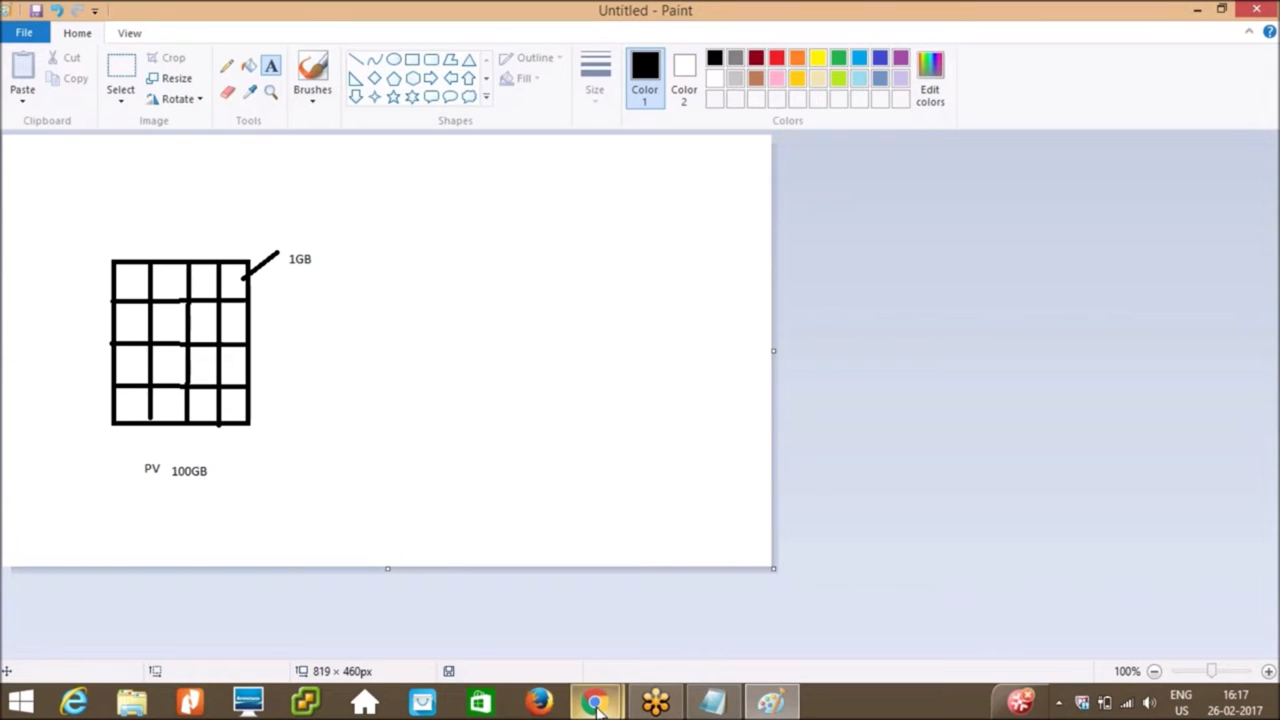 Untitled - Paint
File
Home
View
Paste
Cut
Copy
Clipboard
Select
Crop
Resize
Rotate
Image
A
Tools
Brushes
Outline
Fill
Shapes
Size
Color
1
Color
2
Edit
colors
Colors
1GB
PV 100GB
819 × 460px
100%
ENG
US
16:17
26-02-2017